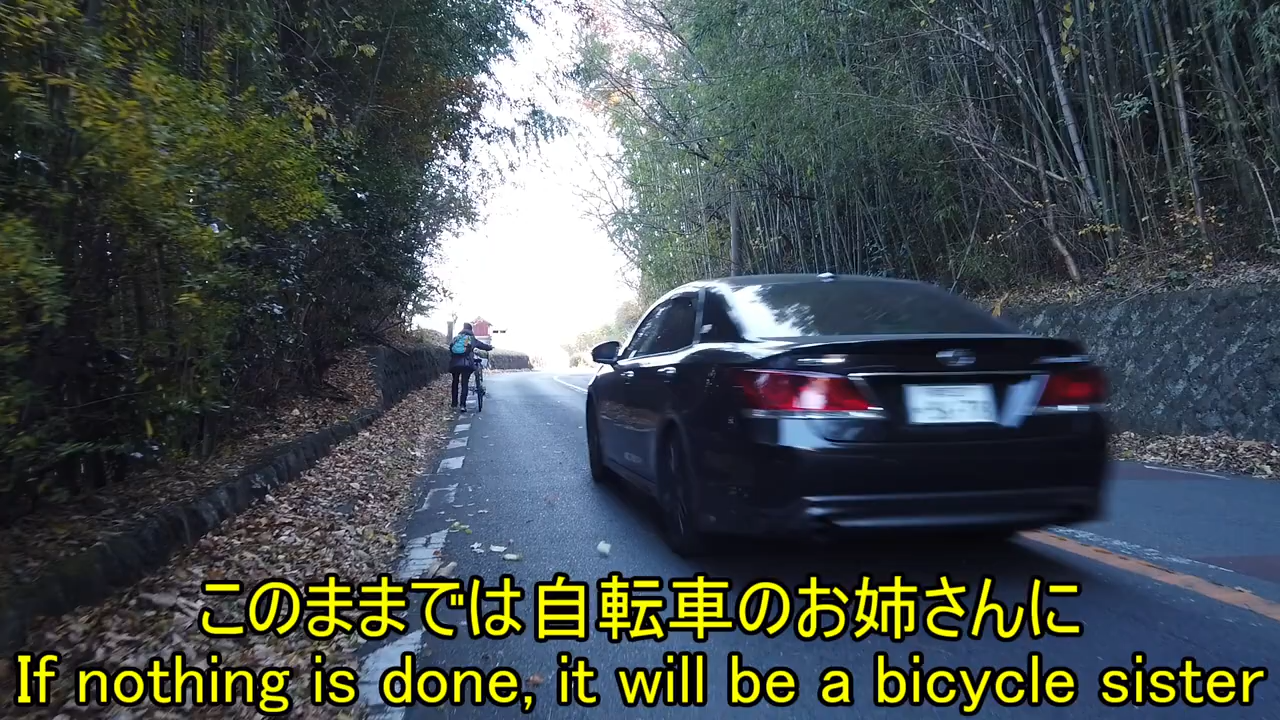 このままでは自転車のお姉さんに
If nothing is done, it will be a bicycle sister